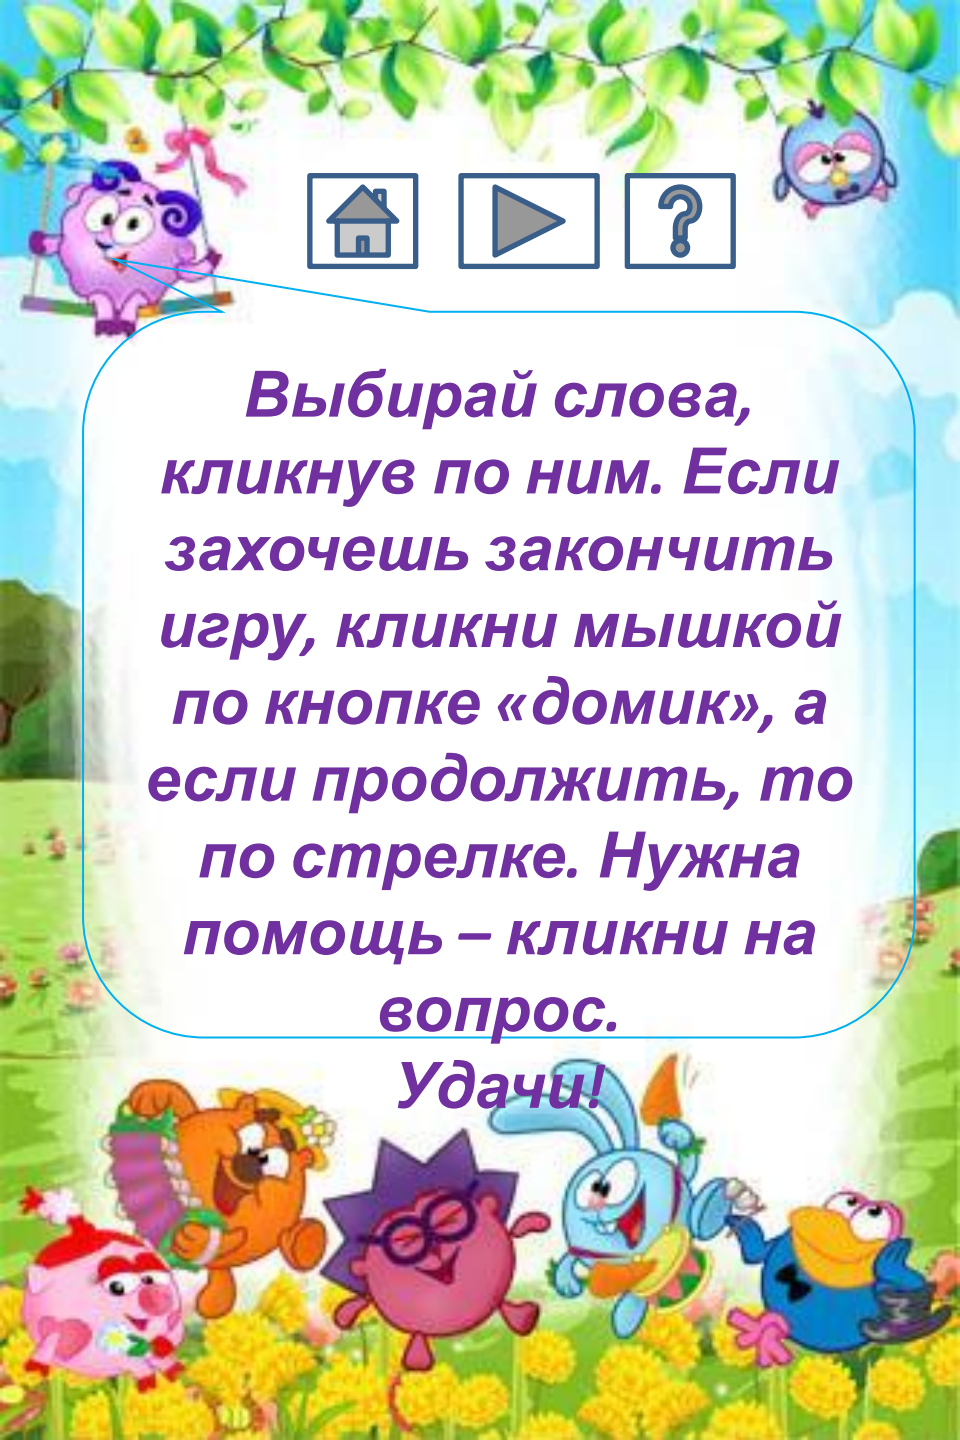 Выбирай слова,
кликнув по ним. Если
захочешь закончить
игру, кликни мышкой
по кнопке «домик», а
если продолжить, то
по стрелке. Нужна
помощь – кликни на
вопрос.
Удачи!